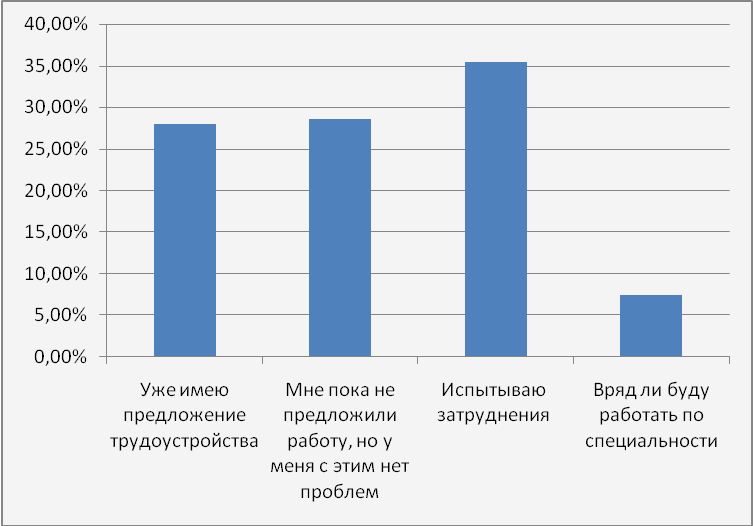 40,00%
35,00%
30,00%
25,00%
20,00%
15,00%
10,00%
5,00%
0,00%
Уже имею
предложение
трудоустройства
Мне пока не
предложили
работу, но у
меня с этим нет
проблем
Испытываю
затруднения
Вряд ли буду
работать по
специальности